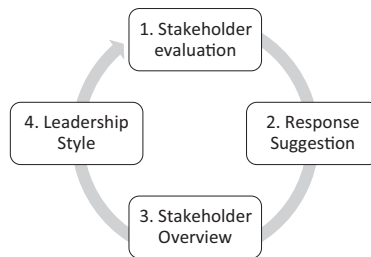 1. Stakeholder
evaluation
2. Response
Suggestion
3. Stakeholder
Overview
4. Leadership
Style